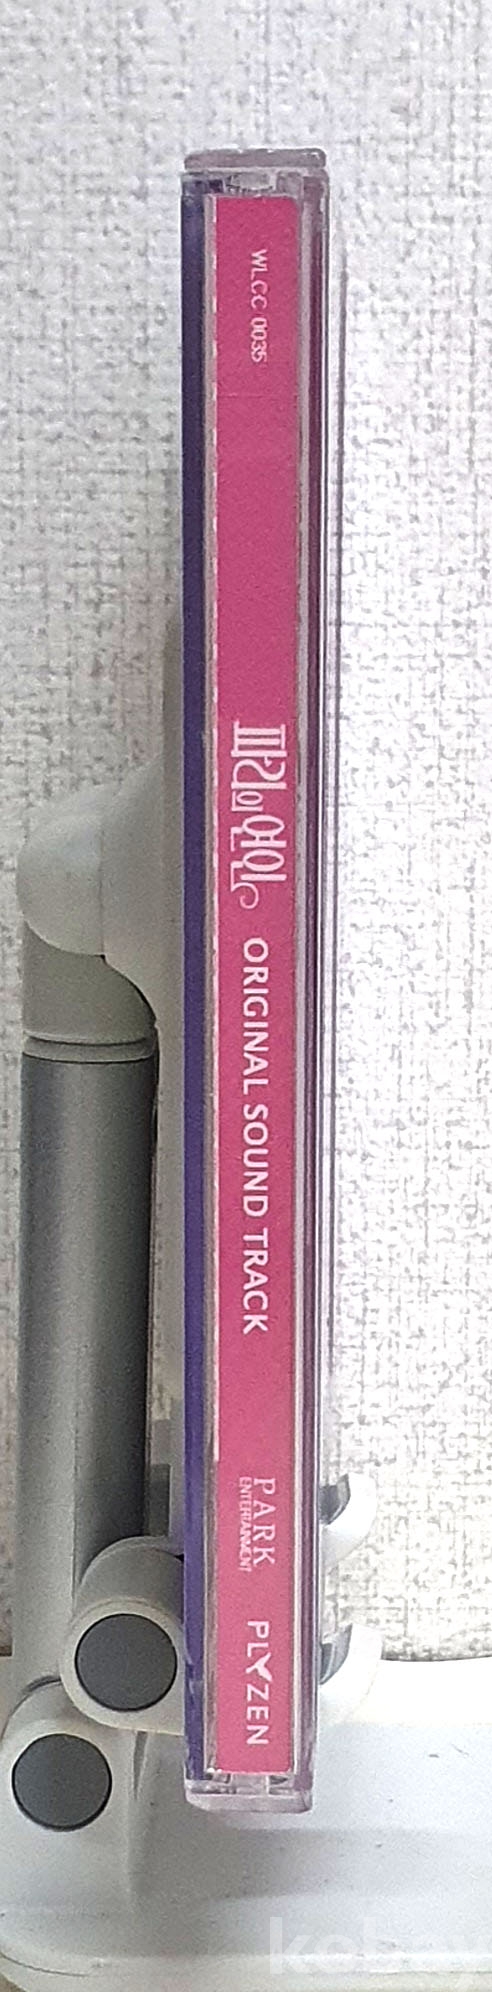 WLCC 0035
파리의 연인
ORIGINAL SOUND TRACK
PARK
ENTERTAINMENT
PLYZEN